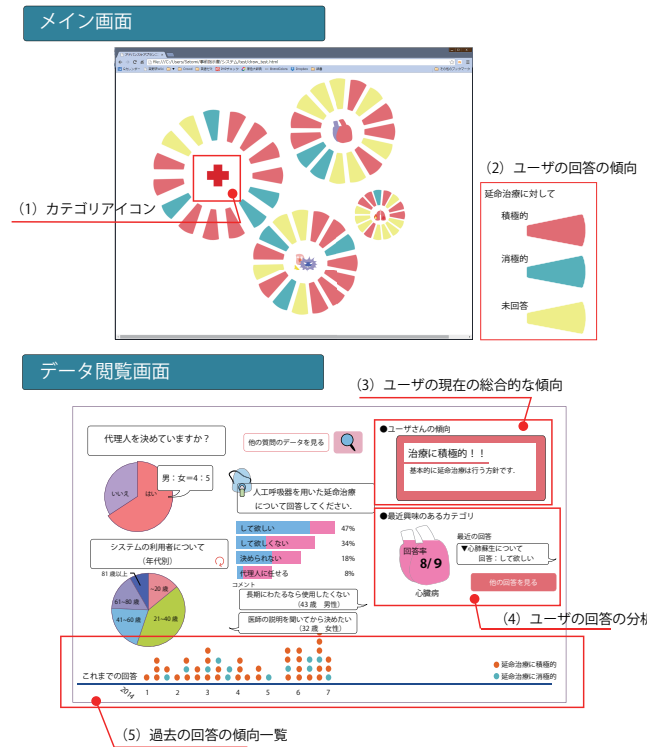 メイン画面
(1) カテゴリアイコン
(2) ユーザの回答の傾向
延命治療に対して
積極的
消極的
未回答
データ閲覧画面
(3) ユーザの現在の総合的な傾向
代理人を決めていますか？
他の質問のデータを見る
いいえ
はい
男：女＝4：5
人工呼吸器を用いた延命治療
について回答してください.
して欲しい
47%
して欲しくない
34%
決められない
18%
代理人に任せる
8%
コメント
長期にわたるなら使用したくない
(43 歳 男性)
医師の説明を聞いてから決めたい
(32 歳 女性)
システムの利用者について
(年代別)
81 歳以上
~20 歳
61~80 歳
41~60 歳
21~40 歳
●ユーザさんの傾向
治療に積極的！！
基本的に延命治療は行う方針です.
●最近興味のあるカテゴリ
回答率
8/9
心臓病
最近の回答
▼心肺蘇生について
回答：して欲しい
他の回答を見る
(4) ユーザの回答の分析
これまでの回答
2014
1 2 3 4 5 6 7
延命治療に積極的
延命治療に消極的
(5) 過去の回答の傾向一覧